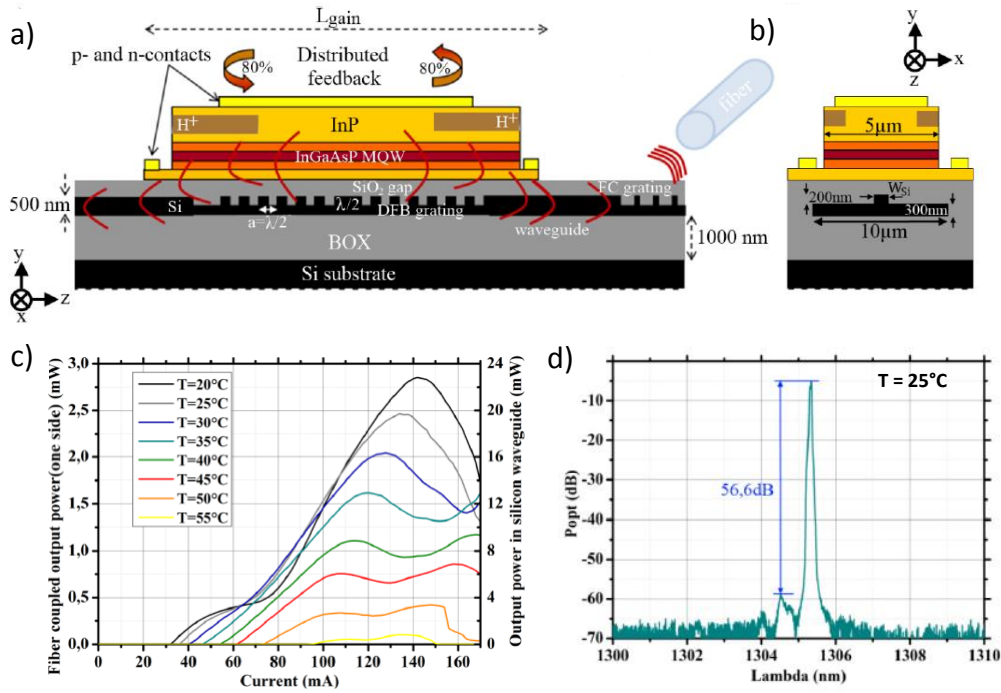 a)
L_gain
p- and n-contacts
80%
Distributed
feedback
80%
H⁺
InP
H⁺
InGaAsP MQW
SiO₂ gap
500 nm
Si
λ/2
DFB grating
a=λ/2
FC grating
waveguide
fiber
BOX
1000 nm
Si substrate
y
z
x
b)
y
x
z
5µm
W_Si
200nm
300nm
10µm
y
x
z
c)
Fiber coupled output power(one side) (mW)
3,0
2,5
2,0
1,5
1,0
0,5
0,0
T=20°C
T=25°C
T=30°C
T=35°C
T=40°C
T=45°C
T=50°C
T=55°C
24
20
16
12
8
4
0
Output power in silicon waveguide (mW)
0 20 40 60 80 100 120 140 160
Current (mA)
d)
T = 25°C
Popt (dB)
-10
-20
-30
-40
-50
-60
-70
56,6dB
1300 1302 1304 1306 1308 1310
Lambda (nm)